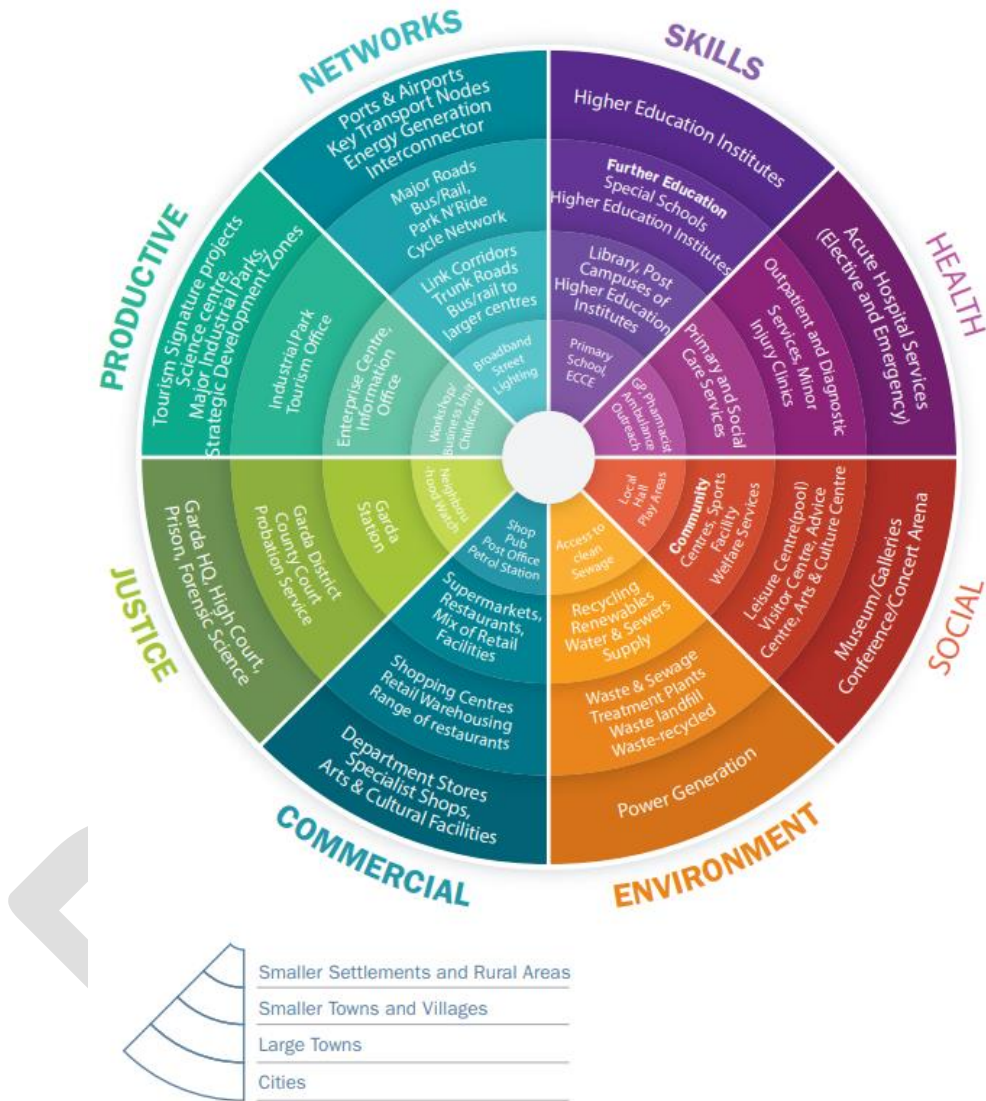 NETWORKS
Ports & Airports
Key Transport Nodes
Energy Generation
Interconnector
Major Roads
Bus/Rail,
Park N'Ride
Cycle Network
Link Corridors
Trunk Roads
Bus/rail to
larger centres
Broadband
Street
Lighting
SKILLS
Higher Education Institutes
Further Education
Special Schools
Higher Education Institutes
Library, Post
Campuses of
Higher Education
Institutes
Primary
School,
ECCE
HEALTH
Acute Hospital Services
(Elective and Emergency)
Outpatient and Diagnostic
Services, Minor
Injury Clinics
Primary and Social
Care Services
GP, Pharmacist
Ambulance
Outreach
SOCIAL
Museum/Galleries
Conference/Concert Arena
Leisure Centre(pool)
Visitor Centre, Advice
Centre, Arts & Culture Centre
Community
Centres, Sports
Facility
Welfare Services
Local
Hall
Play Areas
ENVIRONMENT
Access to
clean
Sewage
Recycling
Renewables
Water & Sewers
Supply
Waste & Sewage
Treatment Plants
Waste landfill
Waste-recycled
Power Generation
COMMERCIAL
Shop
Pub
Post Office
Petrol Station
Supermarkets,
Restaurants,
Mix of Retail
Facilities
Shopping Centres
Retail Warehousing
Range of restaurants
Department Stores
Specialist Shops,
Arts & Cultural Facilities
JUSTICE
Garda HQ, High Court,
Prison, Forensic Science
Garda District
County Court
Probation Service
Garda
Station
Neighbou
-hood Watch
PRODUCTIVE
Tourism Signature projects
Science centre,
Major Industrial Parks,
Strategic Development Zones
Industrial Park
Tourism Office
Enterprise Centre,
Information
Office
Workshop/
Business Unit
Childcare
Smaller Settlements and Rural Areas
Smaller Towns and Villages
Large Towns
Cities